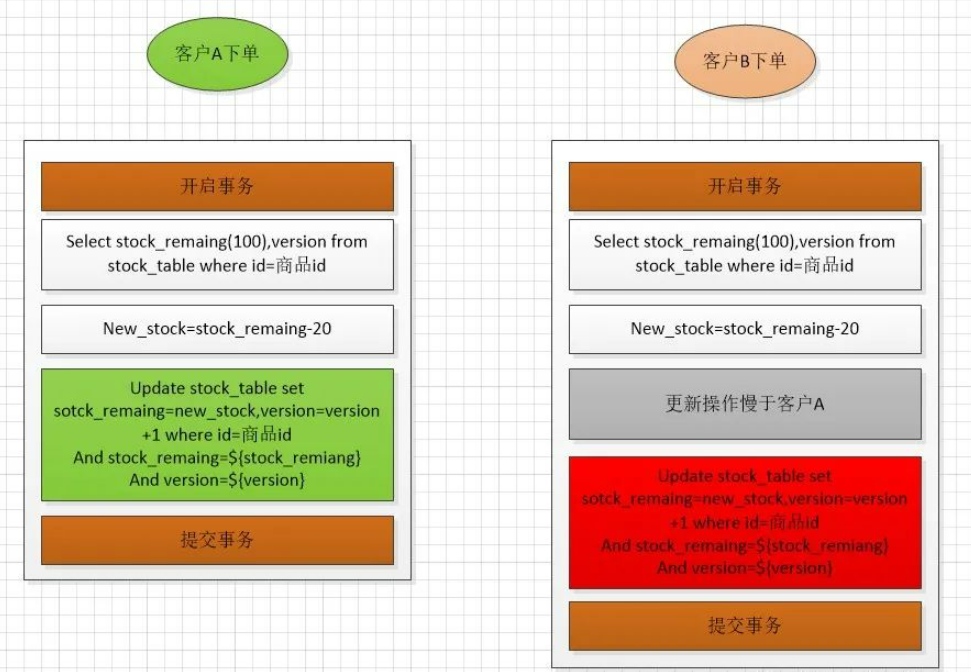 客户A下单
开启事务
Select stock_remaing(100),version from
stock_table where id=商品id
New_stock=stock_remaing-20
Update stock_table set
sotck_remaing=new_stock,version=version
+1 where id=商品id
And stock_remaing=${stock_remiang}
And version=${version}
提交事务
客户B下单
开启事务
Select stock_remaing(100),version from
stock_table where id=商品id
New_stock=stock_remaing-20
更新操作慢于客户A
Update stock_table set
sotck_remaing=new_stock,version=version
+1 where id=商品id
And stock_remaing=${stock_remiang}
And version=${version}
提交事务